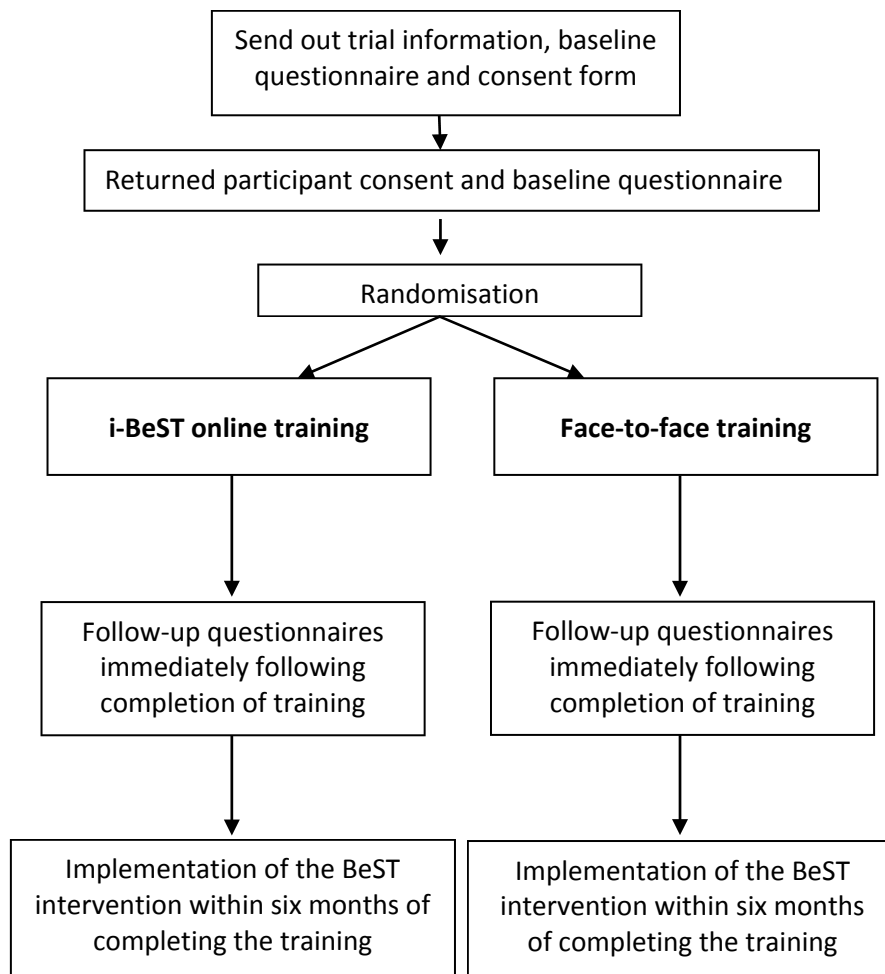 Send out trial information, baseline
questionnaire and consent form
Returned participant consent and baseline questionnaire
Randomisation
i-BeST online training
Face-to-face training
Follow-up questionnaires
immediately following
completion of training
Follow-up questionnaires
immediately following
completion of training
Implementation of the BeST
intervention within six months of
completing the training
Implementation of the BeST
intervention within six months
of completing the training